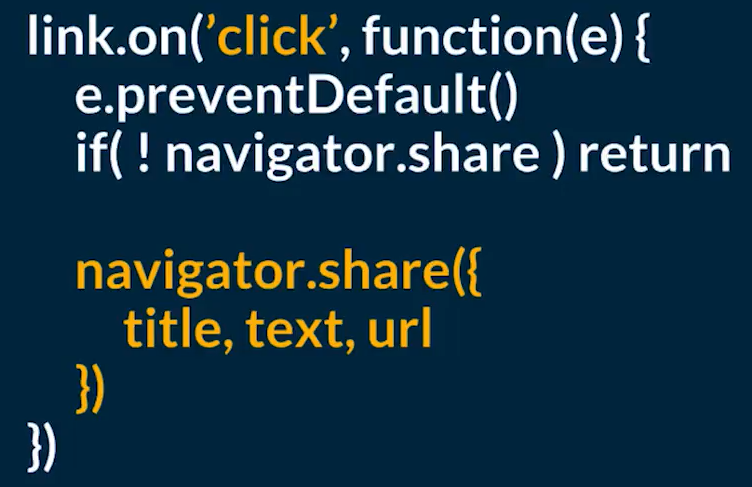 link.on(’click’, function(e) {
e.preventDefault()
if( ! navigator.share ) return
navigator.share({
title, text, url
})
})